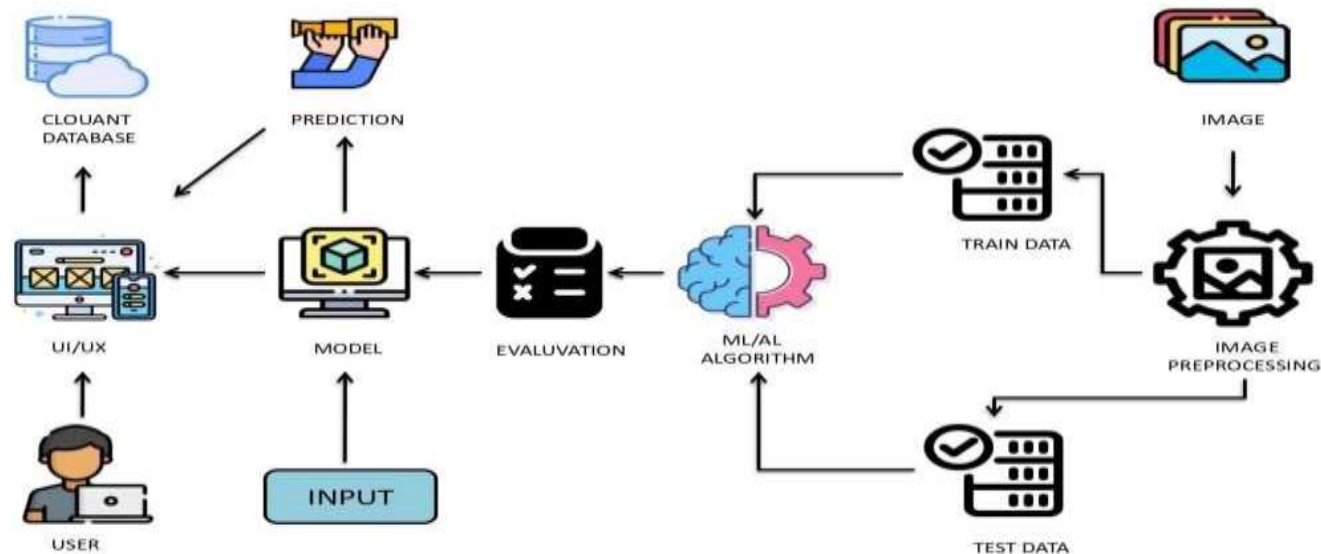 CLOUANT
DATABASE
PREDICTION
IMAGE
TRAIN DATA
UI/UX
MODEL
EVALUVATION
ML/AL
ALGORITHM
IMAGE
PREPROCESSING
INPUT
USER
TEST DATA